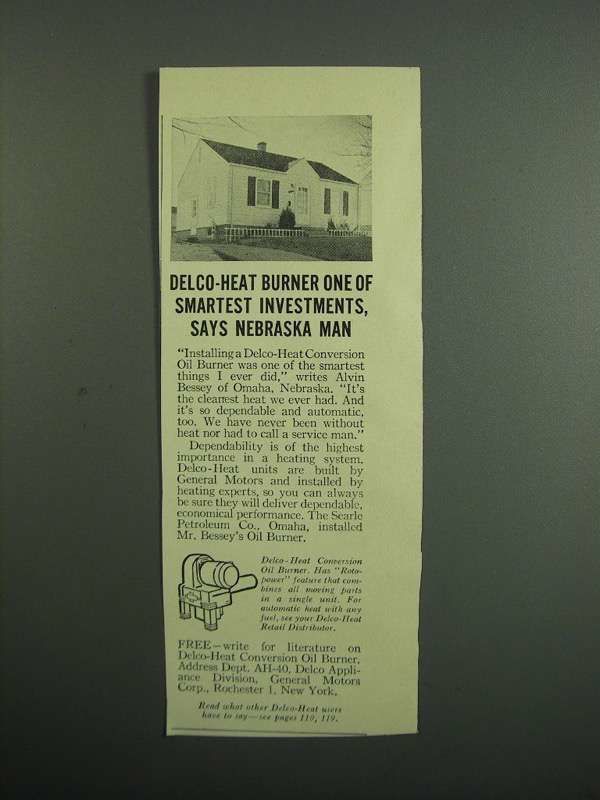 DELCO-HEAT BURNER ONE OF
SMARTEST INVESTMENTS,
SAYS NEBRASKA MAN
"Installing a Delco-Heat Conversion
Oil Burner was one of the smartest
things I ever did," writes Alvin
Bessey of Omaha, Nebraska. "It's
the cleanest heat we ever had. And
it's so dependable and automatic,
too. We have never been without
heat nor had to call a service man."
Dependability is of the highest
importance in a heating system.
Delco-Heat units are built by
General Motors and installed by
heating experts, so you can always
be sure they will deliver dependable,
economical performance. The Searle
Petroleum Co., Omaha, installed
Mr. Bessey's Oil Burner.
Delco-Heat Conversion
Oil Burner. Has "Roto-
power" feature that com-
bines all moving parts
in a single unit. For
automatic heat with any
fuel, see your Delco-Heat
Retail Distributor.
FREE—write for literature on
Delco-Heat Conversion Oil Burner,
Address Dept. AH-40, Delco Appli-
ance Division, General Motors
Corp., Rochester 1, New York.
Read what other Delco-Heat users
have to say—see pages 110, 119.